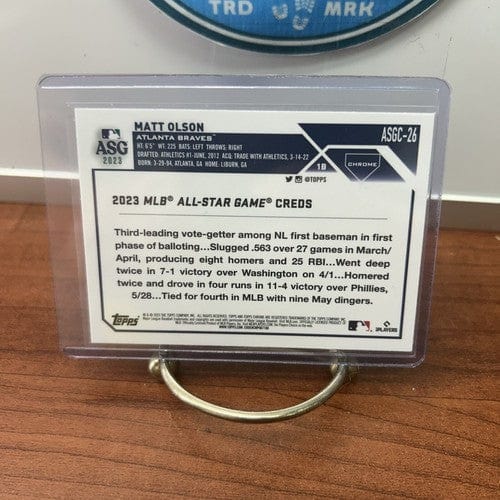 TRD MRK
MATT OLSON
ATLANTA BRAVES®
HT: 6'5" WT: 225 BATS: LEFT THROWS: RIGHT
DRAFTED: ATHLETICS #1-JUNE, 2012 ACQ: TRADE WITH ATHLETICS, 3-14-22
BORN: 3-29-94, ATLANTA, GA HOME: LILBURN, GA
ASG
2023
ASGC-26
1B
CHROME
@TOPPS
2023 MLB® ALL-STAR GAME® CREDS
Third-leading vote-getter among NL first baseman in first
phase of balloting...Slugged .563 over 27 games in March/
April, producing eight homers and 25 RBI...Went deep
twice in 7-1 victory over Washington on 4/1...Homered
twice and drove in four runs in 11-4 victory over Phillies,
5/28...Tied for fourth in MLB with nine May dingers.
Topps
PLAYERS